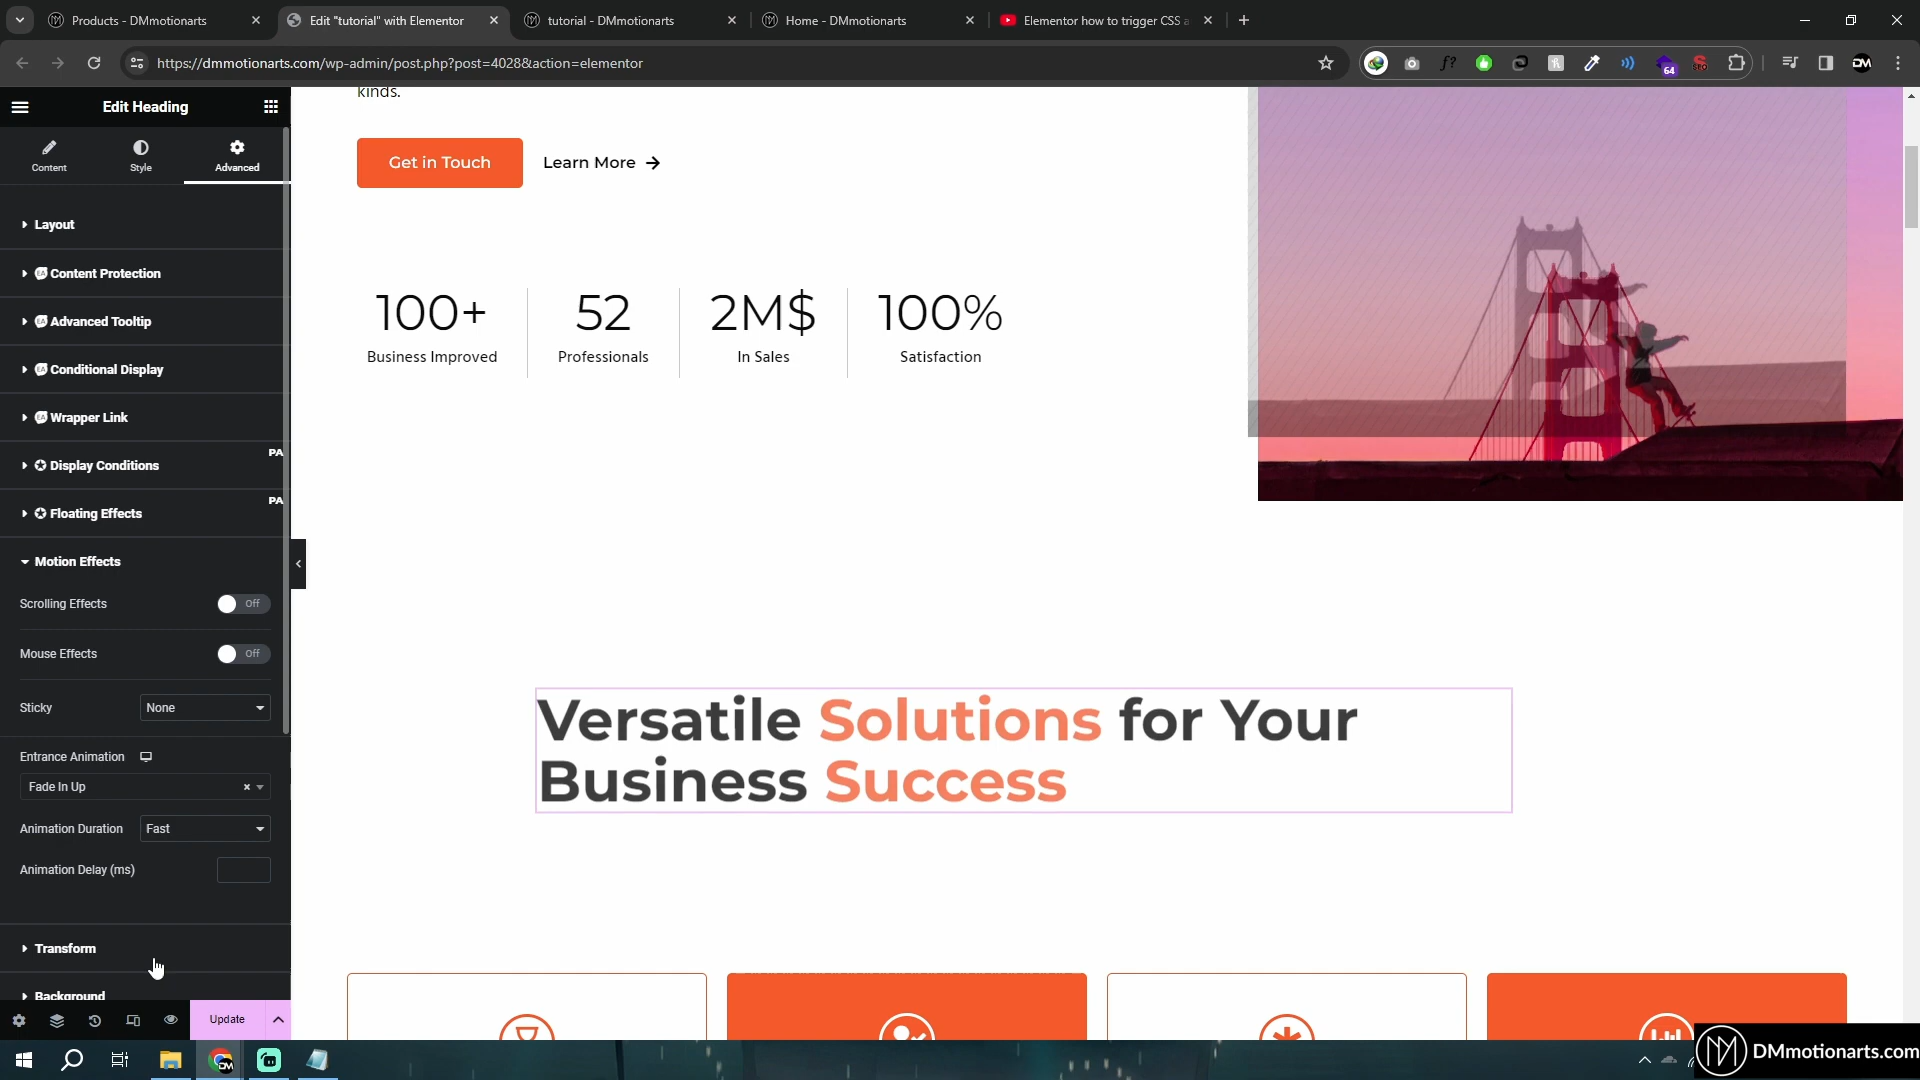 Products - DMmotionarts
Edit "tutorial" with Elementor
tutorial - DMmotionarts
Home - DMmotionarts
Elementor how to trigger CSS a
https://dmmotionarts.com/wp-admin/post.php?post=4028&action=elementor
f?
64
SEO
DM
Edit Heading
Content
Style
Advanced
Layout
Content Protection
Advanced Tooltip
Conditional Display
Wrapper Link
PA
Display Conditions
PA
Floating Effects
Motion Effects
Scrolling Effects
Off
Mouse Effects
Off
Sticky
None
Entrance Animation
Fade In Up
Animation Duration
Fast
Animation Delay (ms)
Transform
Background
Update
kinds.
Get in Touch
Learn More
100+
52
2M$
100%
Business Improved
Professionals
In Sales
Satisfaction
Versatile Solutions for Your
Business Success
DMmotionarts.com